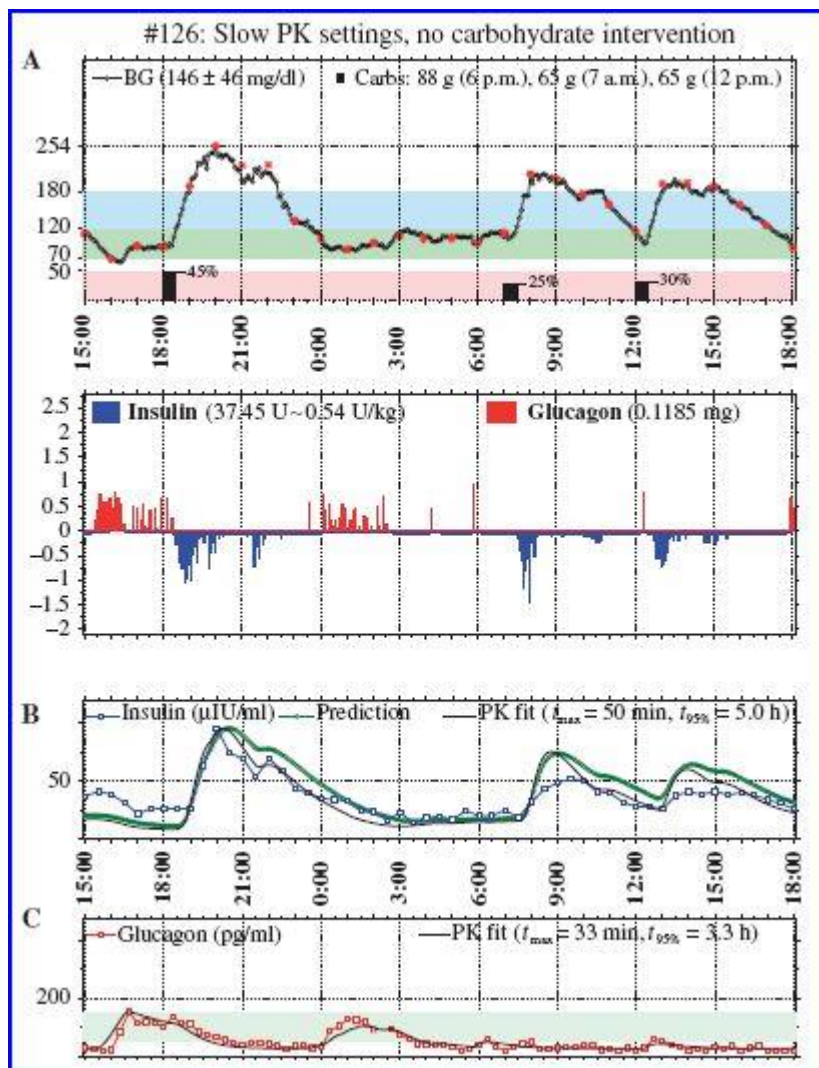 #126: Slow PK settings, no carbohydrate intervention
A
BG (146 ± 46 mg/dl) Carbs: 88 g (6 p.m.), 65 g (7 a.m.), 65 g (12 p.m.)
254
180
120
70
50
45%
25%
30%
15:00 18:00 21:00 0:00 3:00 6:00 9:00 12:00 15:00 18:00
Insulin (37.45 U~0.54 U/kg) Glucagon (0.1185 mg)
2.5
2
1.5
1
0.5
0
−0.5
−1
−1.5
−2
B
Insulin (µIU/ml) Prediction PK fit (tmax = 50 min, t95% = 5.0 h)
50
15:00 18:00 21:00 0:00 3:00 6:00 9:00 12:00 15:00 18:00
C
Glucagon (pg/ml) PK fit (tmax = 33 min, t95% = 3.3 h)
200